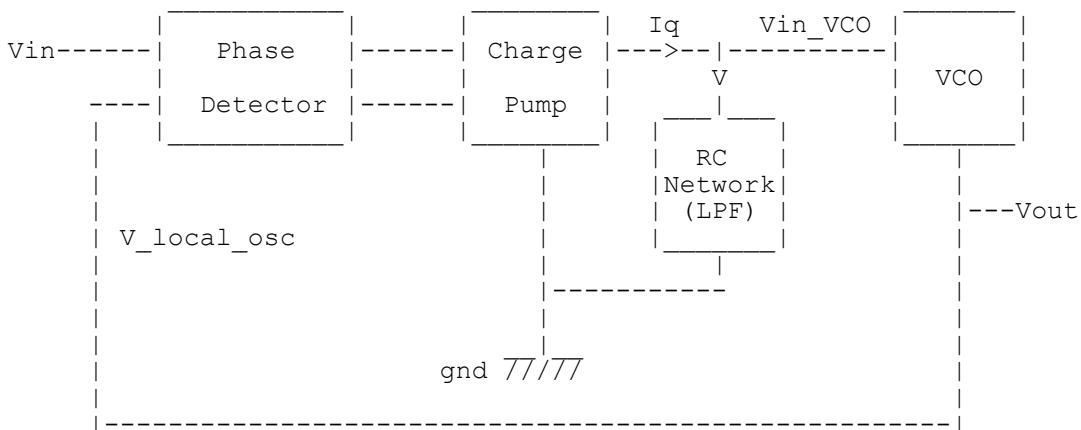 Iq Vin_VCO
Vin Phase Charge
V VCO
Detector Pump
RC
Network
(LPF)
Vout
V_local_osc
gnd